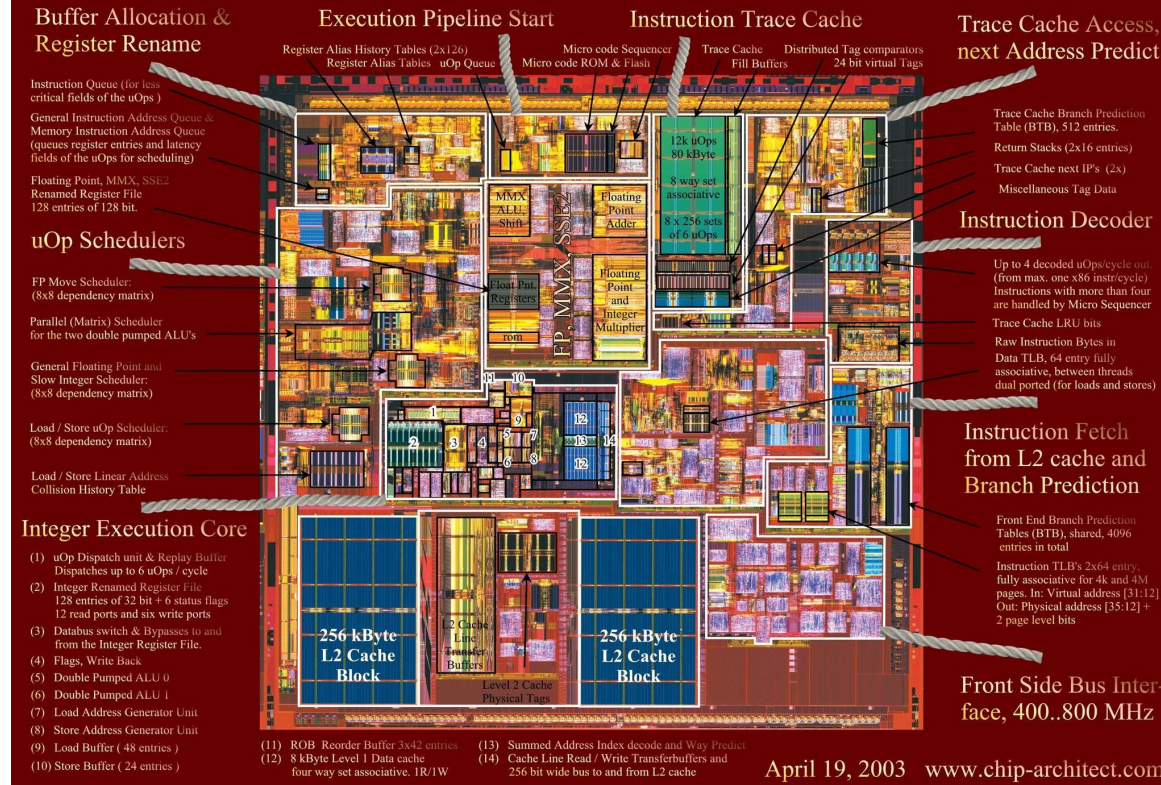 Buffer Allocation &
Register Rename
Execution Pipeline Start
Instruction Trace Cache
Trace Cache Access,
next Address Predict
Register Alias History Tables (2x126)
Register Alias Tables
uOp Queue
Micro code Sequencer
Micro code ROM & Flash
Trace Cache
Fill Buffers
Distributed Tag comparators
24 bit virtual Tags
Instruction Queue (for less
critical fields of the uOps )
General Instruction Address Queue &
Memory Instruction Address Queue
(queues register entries and latency
fields of the uOps for scheduling)
Floating Point, MMX, SSE2
Renamed Register File
128 entries of 128 bit.
uOp Schedulers
FP Move Scheduler:
(8x8 dependency matrix)
Parallel (Matrix) Scheduler
for the two double pumped ALU's
General Floating Point and
Slow Integer Scheduler:
(8x8 dependency matrix)
Load / Store uOp Scheduler:
(8x8 dependency matrix)
Load / Store Linear Address
Collision History Table
Integer Execution Core
(1) uOp Dispatch unit & Replay Buffer
Dispatches up to 6 uOps / cycle
(2) Integer Renamed Register File
128 entries of 32 bit + 6 status flags
12 read ports and six write ports
(3) Databus switch & Bypasses to and
from the Integer Register File.
(4) Flags, Write Back
(5) Double Pumped ALU 0
(6) Double Pumped ALU 1
(7) Load Address Generator Unit
(8) Store Address Generator Unit
(9) Load Buffer ( 48 entries )
(10) Store Buffer ( 24 entries )
12k uOps
80 kByte
8 way set
associative
8 x 256 sets
of 6 uOps
MMX
ALU,
Shift
Floating
Point
Adder
FP, MMX, SSE2
Float Pnt.
Registers
rom
Floating
Point
and
Integer
Multiplier
11
10
1
2
3
4
5
6
7
8
9
12
13
12
14
256 kByte
L2 Cache
Block
L2 Cache
Line
Transfer
Buffers
Level 2 Cache
Physical Tags
256 kByte
L2 Cache
Block
Trace Cache Branch Prediction
Table (BTB), 512 entries.
Return Stacks (2x16 entries)
Trace Cache next IP's (2x)
Miscellaneous Tag Data
Instruction Decoder
Up to 4 decoded uOps/cycle out.
(from max. one x86 instr/cycle)
Instructions with more than four
are handled by Micro Sequencer
Trace Cache LRU bits
Raw Instruction Bytes in
Data TLB, 64 entry fully
associative, between threads
dual ported (for loads and stores)
Instruction Fetch
from L2 cache and
Branch Prediction
Front End Branch Prediction
Tables (BTB), shared, 4096
entries in total
Instruction TLB's 2x64 entry,
fully associative for 4k and 4M
pages. In: Virtual address [31:12]
Out: Physical address [35:12] +
2 page level bits
Front Side Bus Inter-
face, 400..800 MHz
(11) ROB Reorder Buffer 3x42 entries
(12) 8 kByte Level 1 Data cache
four way set associative. 1R/1W
(13) Summed Address Index decode and Way Predict
(14) Cache Line Read / Write Transferbuffers and
256 bit wide bus to and from L2 cache
April 19, 2003 www.chip-architect.com